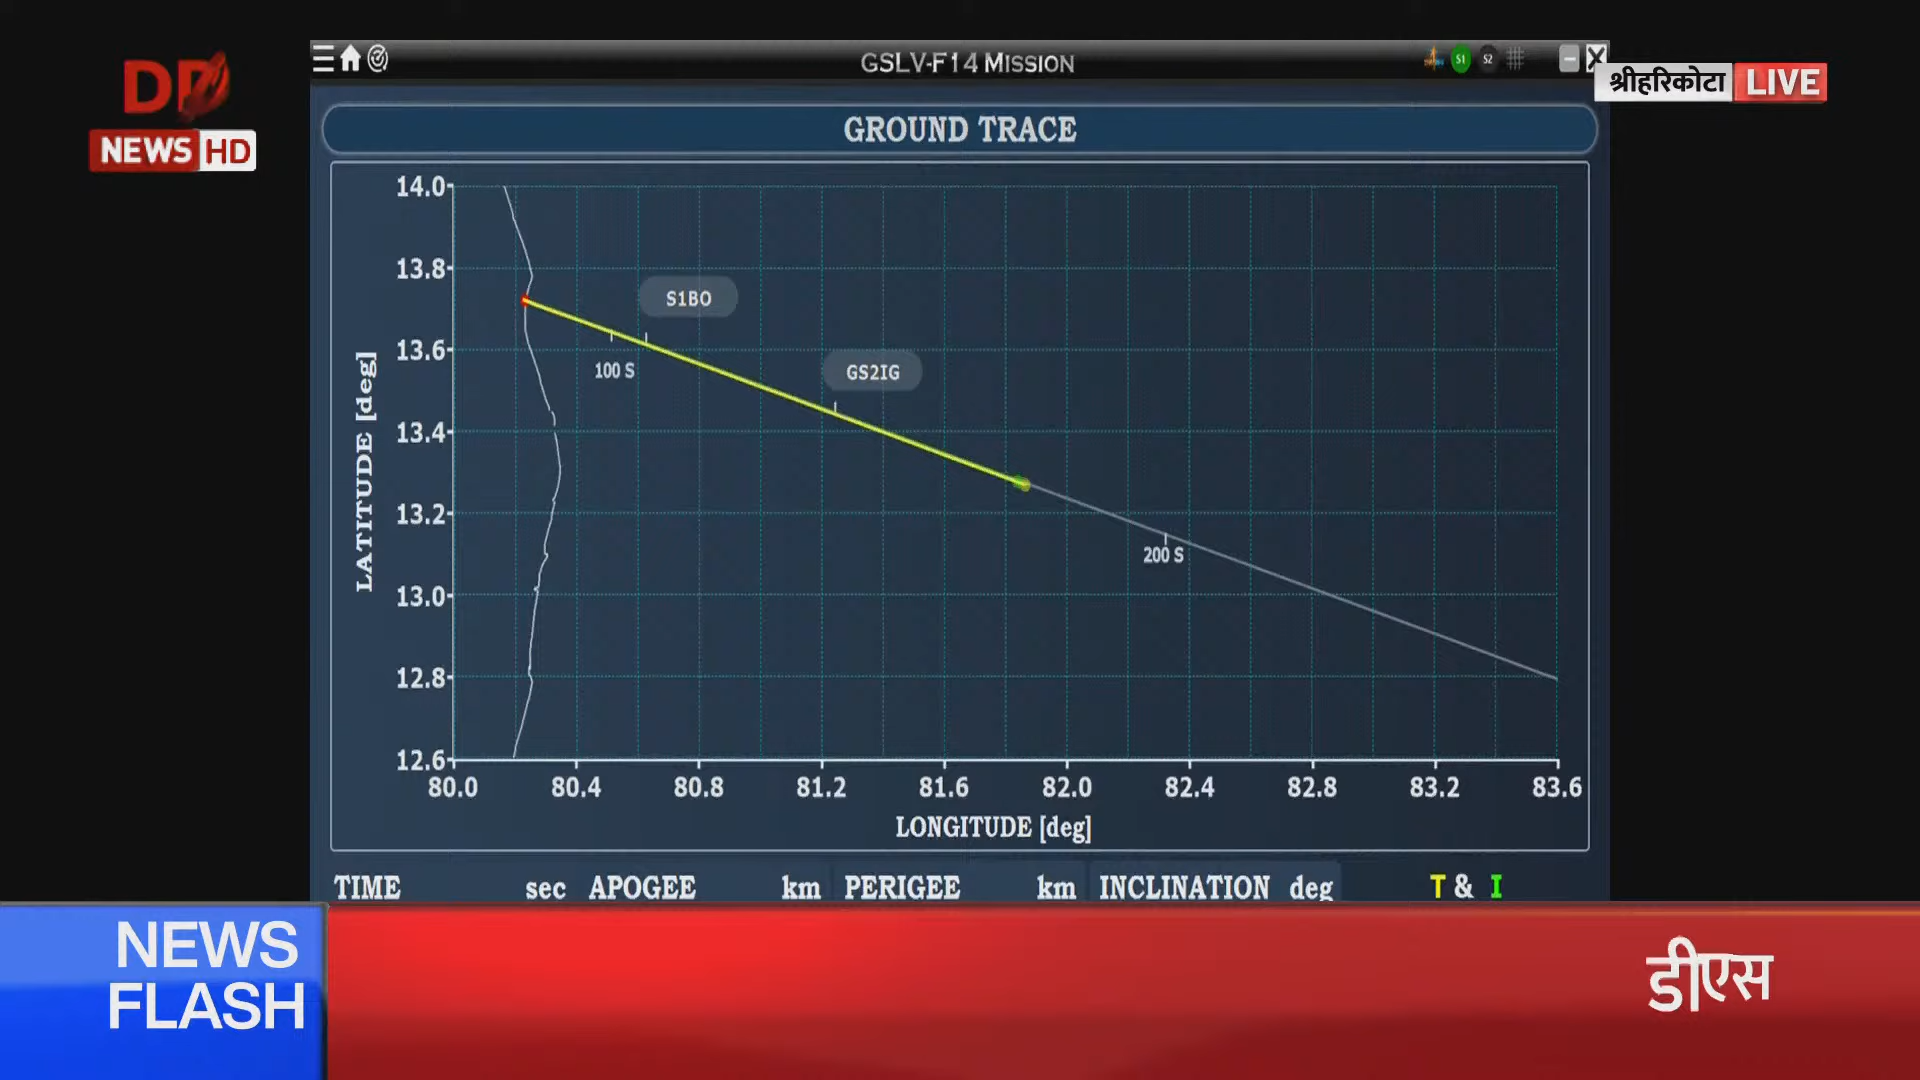 GSLV-F14 MISSION
S1 S2
श्रीहरिकोटा LIVE
NEWS HD
GROUND TRACE
14.0
13.8
13.6
13.4
13.2
13.0
12.8
12.6
S1BO
100 S
GS2IG
200 S
LATITUDE [deg]
80.0 80.4 80.8 81.2 81.6 82.0 82.4 82.8 83.2 83.6
LONGITUDE [deg]
TIME sec APOGEE km PERIGEE km INCLINATION deg T & I
NEWS
FLASH
डीएस